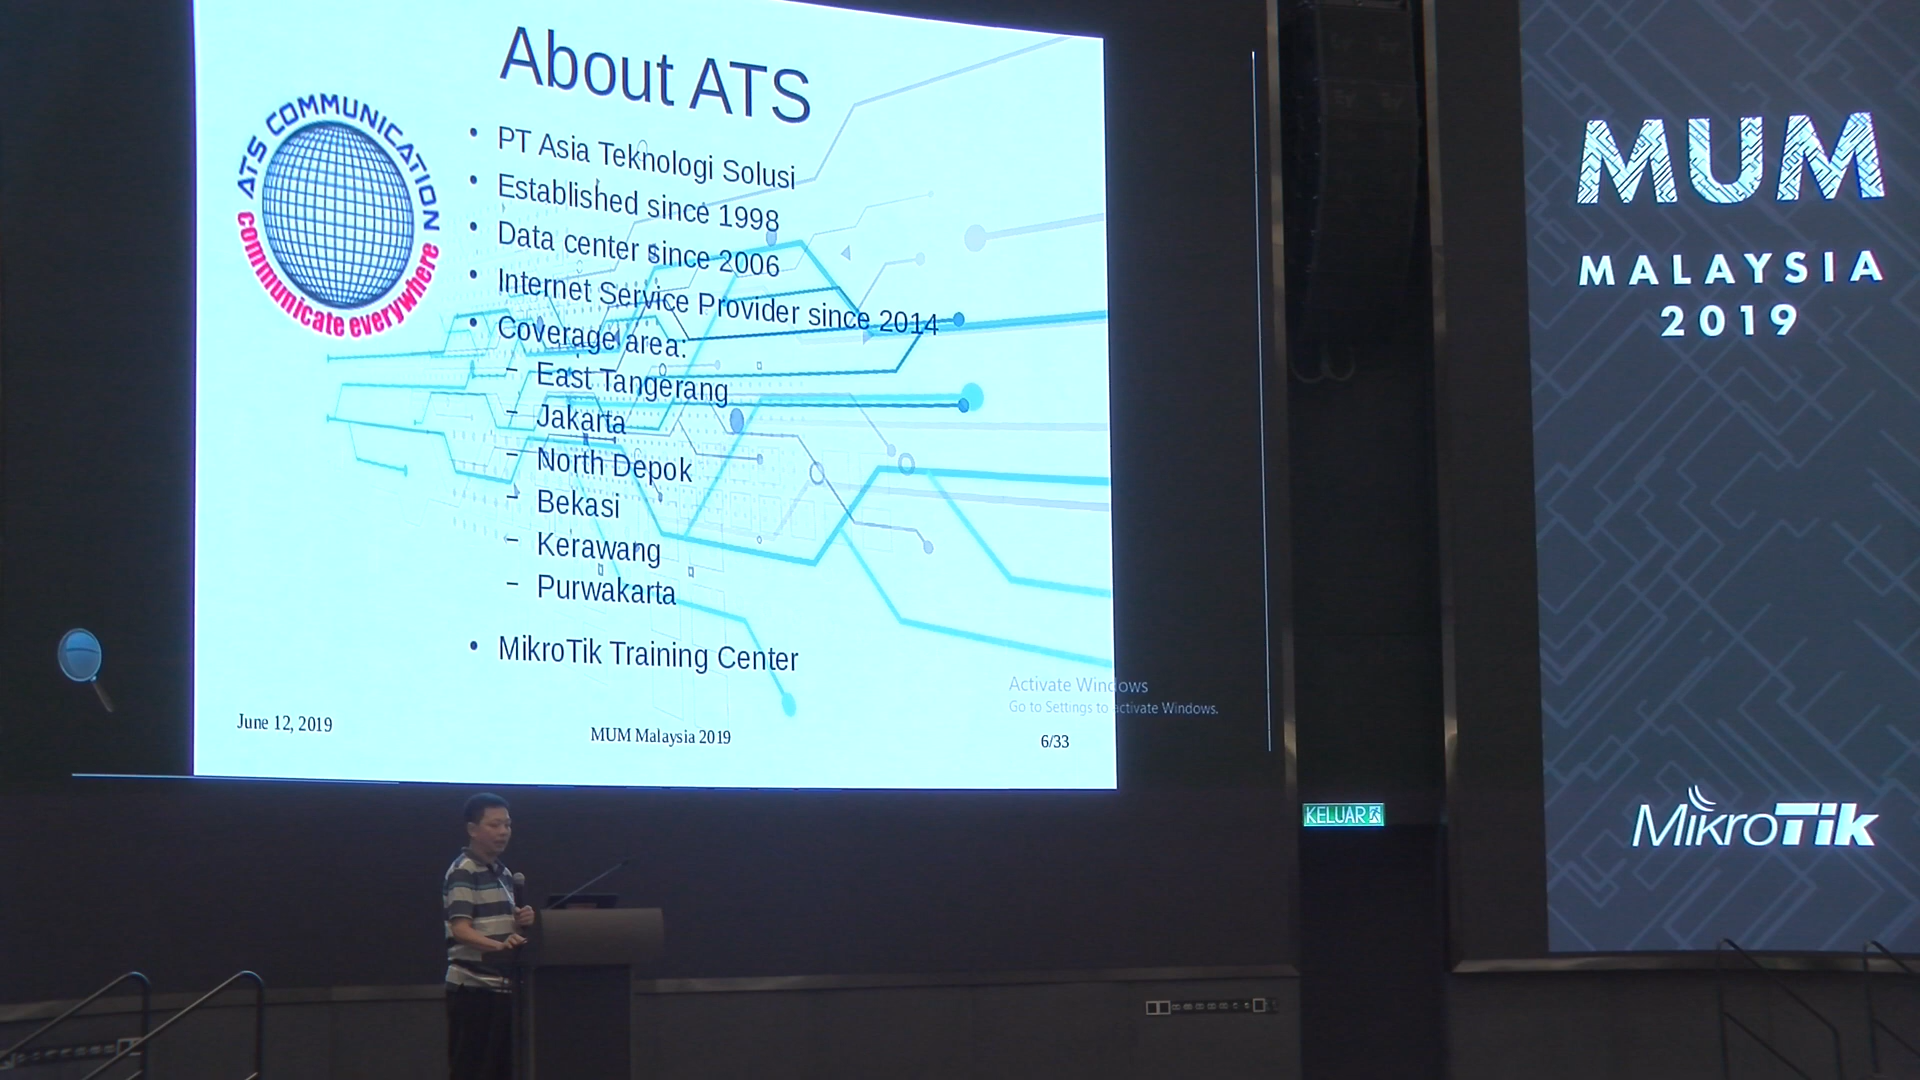 About ATS
ATS COMMUNICATION
communicate everywhere
• PT Asia Teknologi Solusi
• Established since 1998
• Data center since 2006
• Internet Service Provider since 2014
• Coverage area:
– East Tangerang
– Jakarta
– North Depok
– Bekasi
– Kerawang
– Purwakarta
• MikroTik Training Center
Activate Windows
Go to Settings to activate Windows.
June 12, 2019
MUM Malaysia 2019
6/33
MUM
MALAYSIA
2019
KELUAR
MikroTik